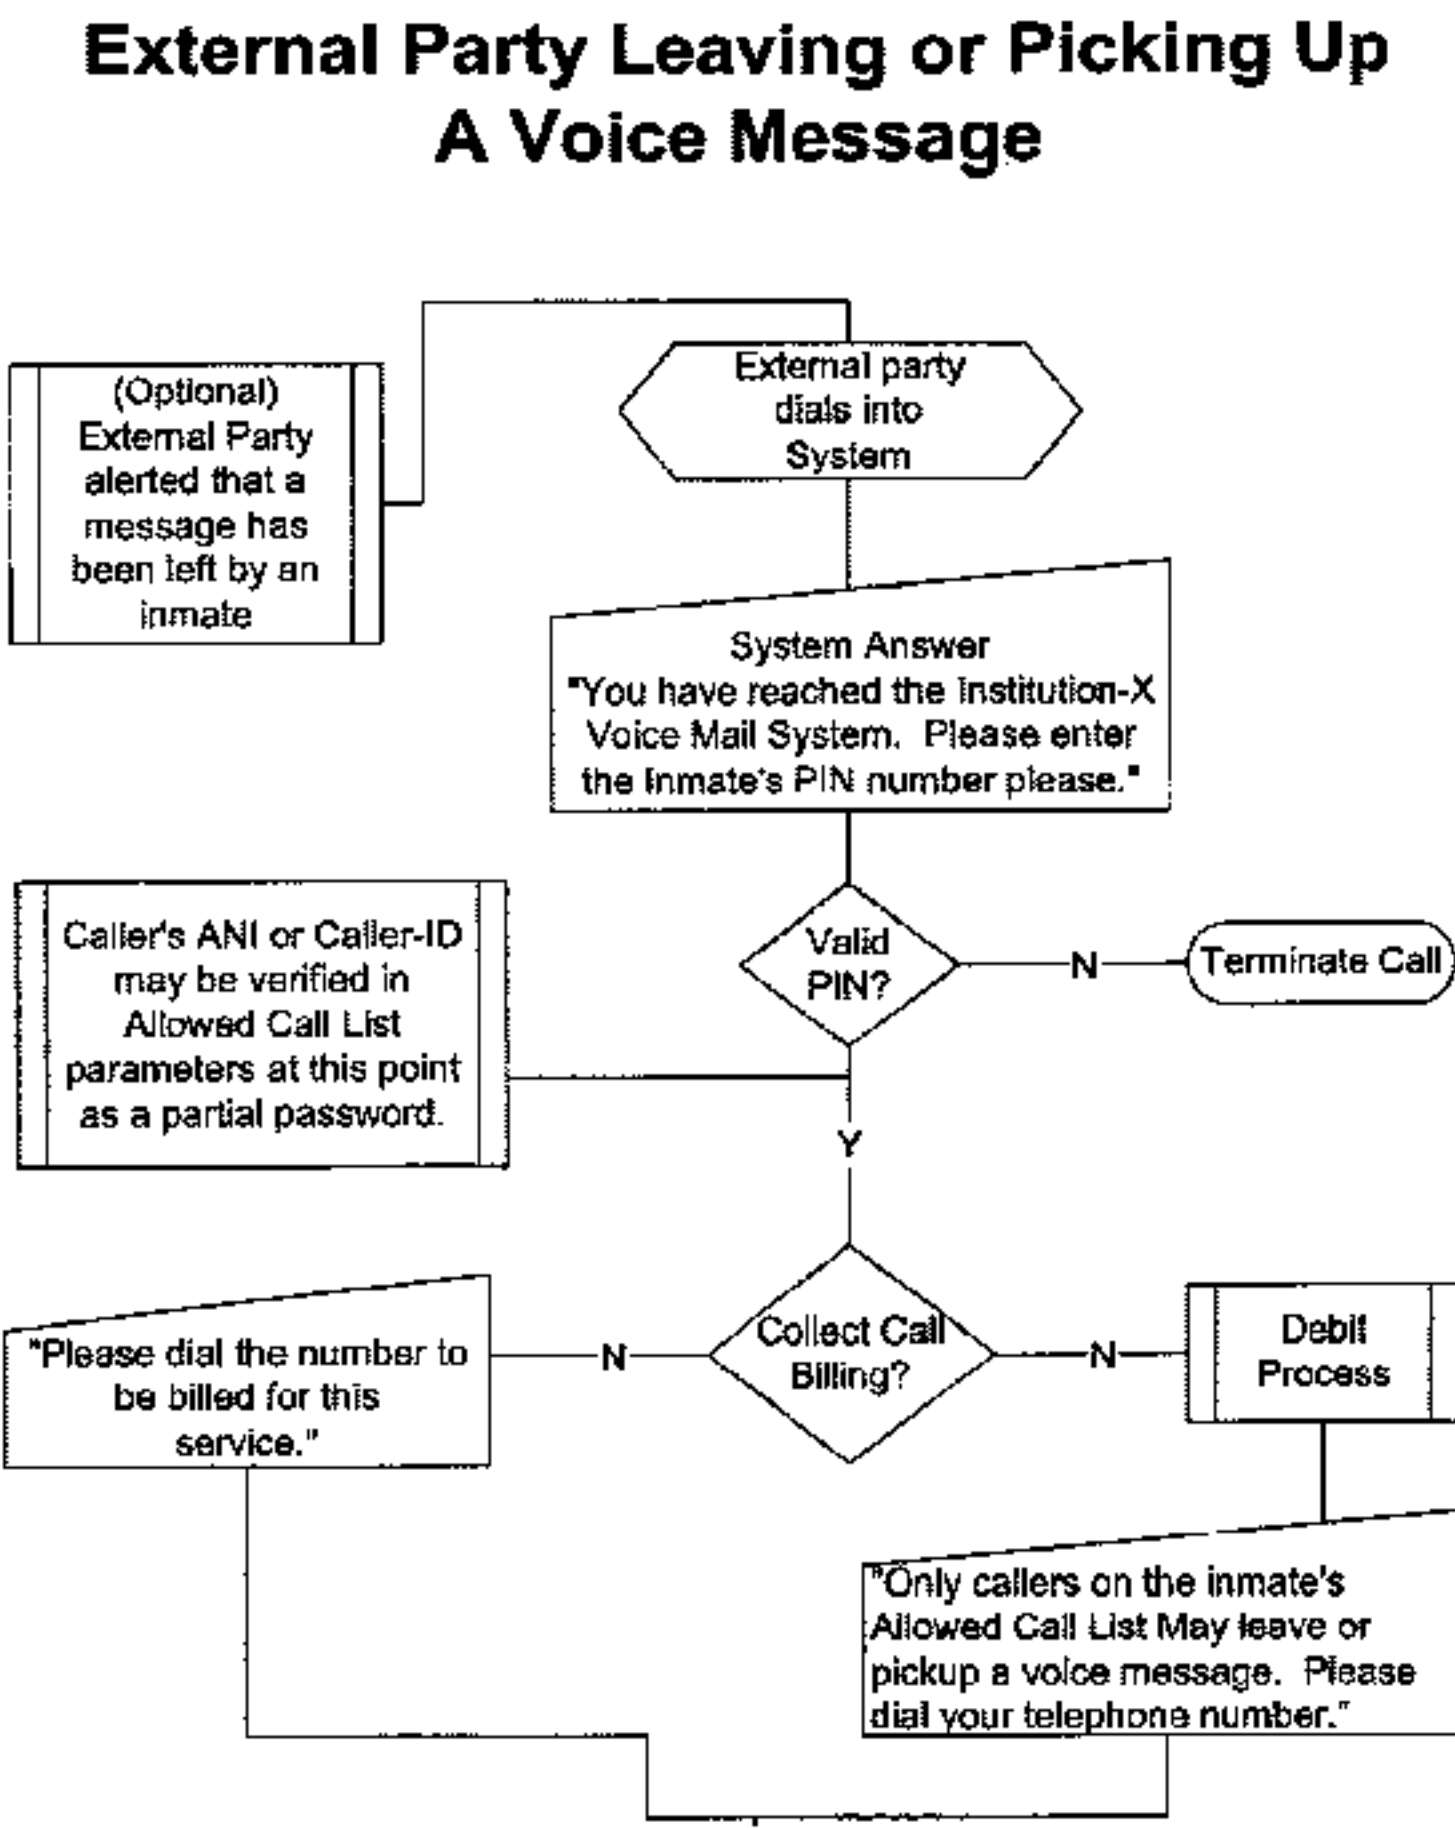 External Party Leaving or Picking Up
A Voice Message
External party
dials into
System
(Optional)
External Party
alerted that a
message has
been left by an
inmate
System Answer
"You have reached the Institution-X
Voice Mail System. Please enter
the Inmate's PIN number please."
Valid
PIN?
N
Terminate Call
Caller's ANI or Caller-ID
may be verified in
Allowed Call List
parameters at this point
as a partial password.
Y
Collect Call
Billing?
N
"Please dial the number to
be billed for this
service."
N
Debit
Process
"Only callers on the inmate's
Allowed Call List May leave or
pickup a voice message. Please
dial your telephone number."